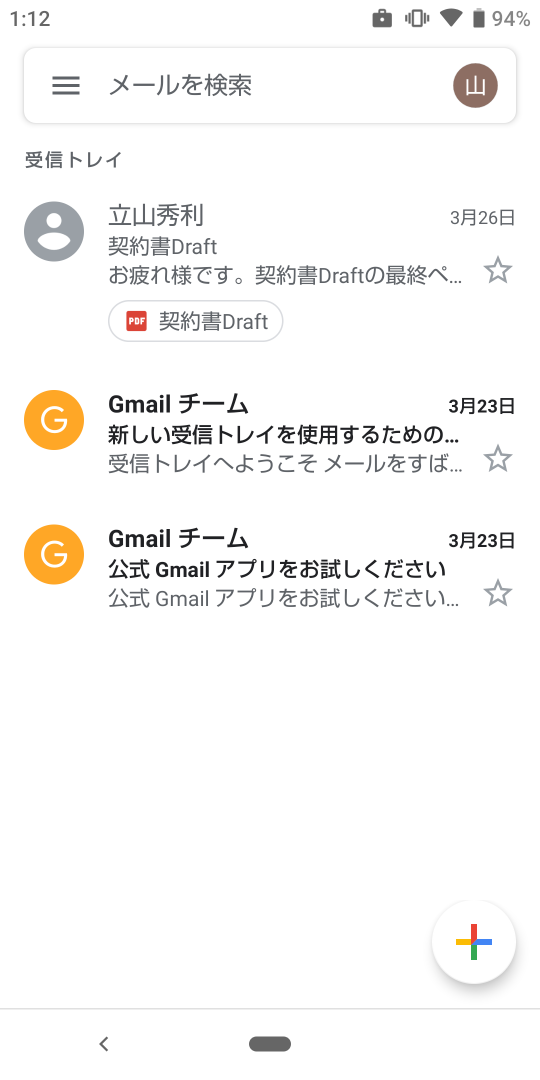 1:12
94%
メールを検索
山
受信トレイ
立山秀利
3月26日
契約書Draft
お疲れ様です。契約書Draftの最終ペ...
PDF 契約書Draft
G
Gmail チーム
3月23日
新しい受信トレイを使用するための...
受信トレイへようこそ メールをすば...
G
Gmail チーム
3月23日
公式 Gmail アプリをお試しください
公式 Gmail アプリをお試しください...